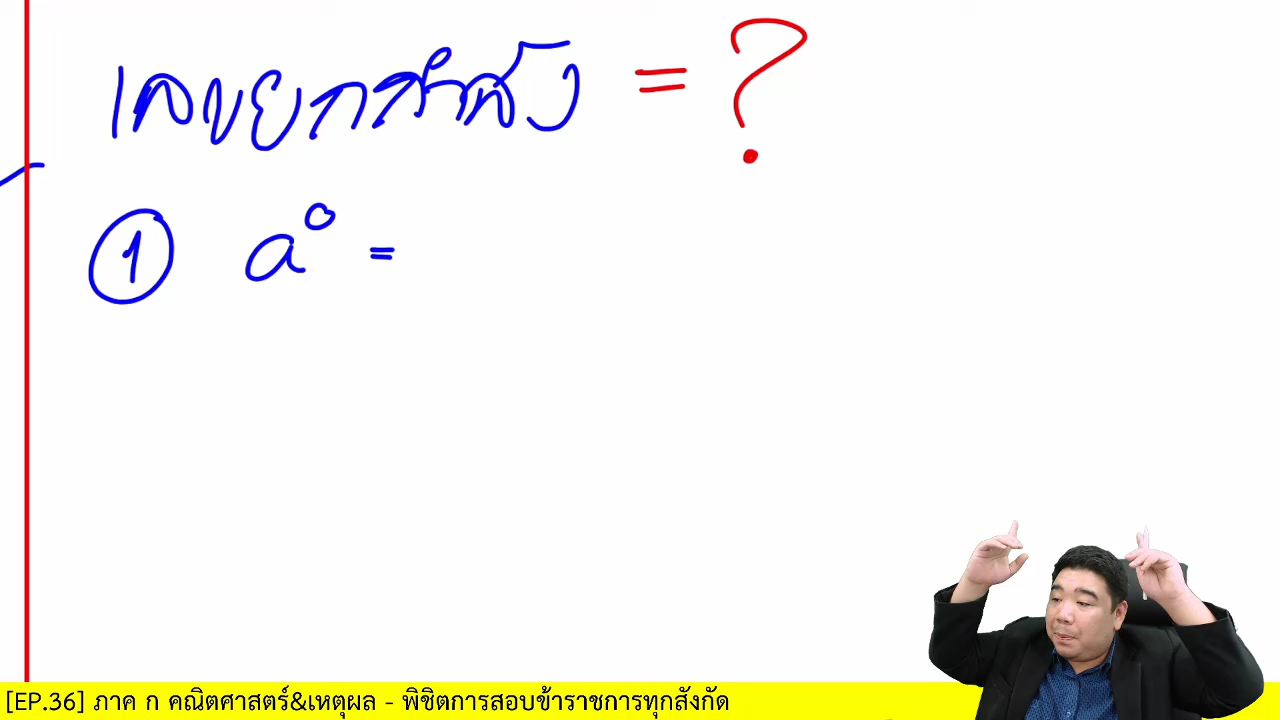 เลขยกกำลัง = ?
① a⁰ =
[EP.36] ภาค ก คณิตศาสตร์&เหตุผล - พิชิตการสอบข้าราชการทุกสังกัด